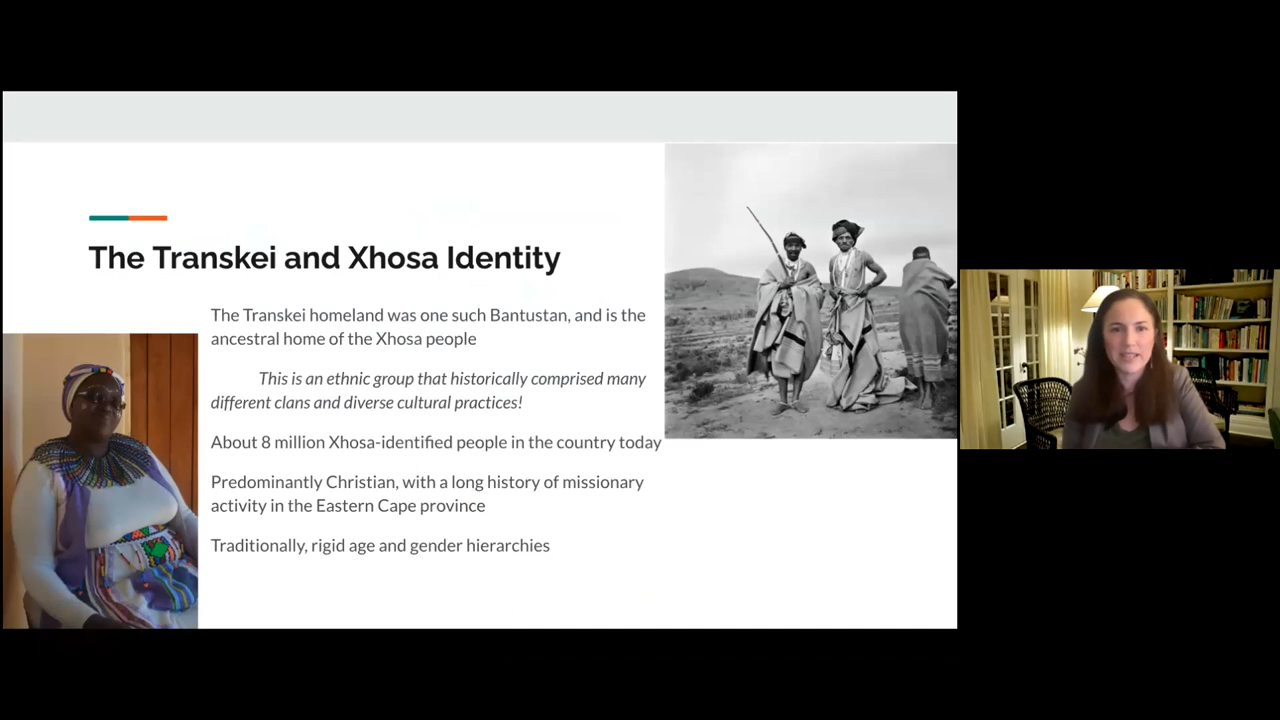 The Transkei and Xhosa Identity
The Transkei homeland was one such Bantustan, and is the
ancestral home of the Xhosa people
This is an ethnic group that historically comprised many
different clans and diverse cultural practices!
About 8 million Xhosa-identified people in the country today
Predominantly Christian, with a long history of missionary
activity in the Eastern Cape province
Traditionally, rigid age and gender hierarchies